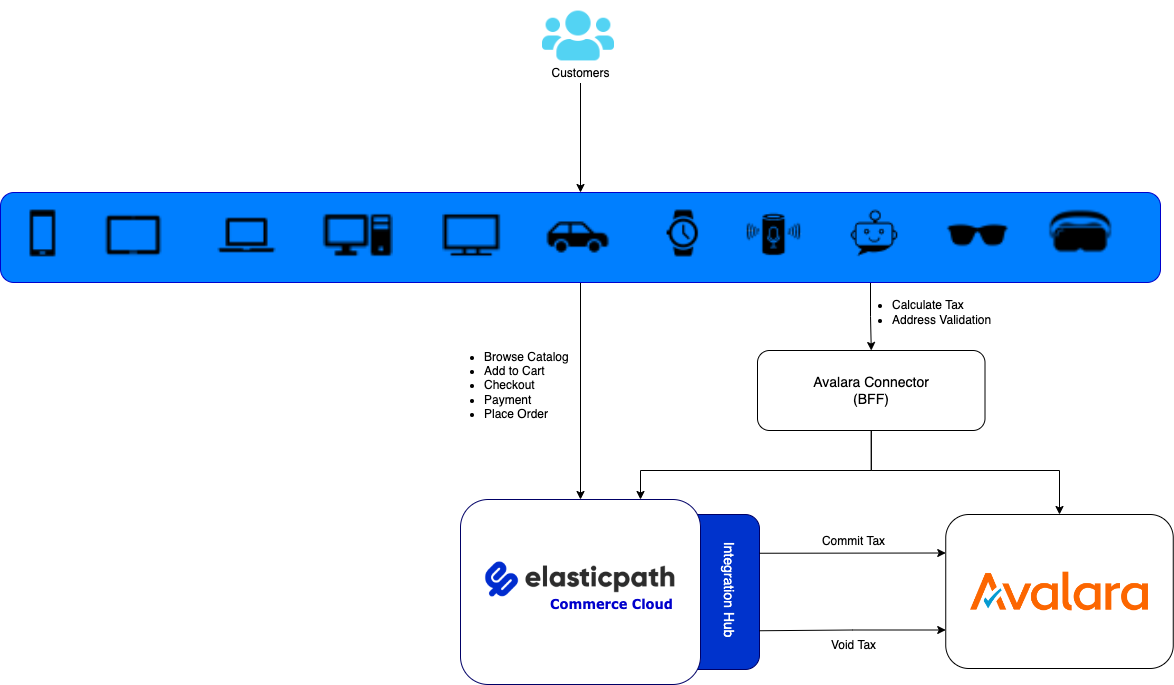 Customers
Calculate Tax
Address Validation
Browse Catalog
Add to Cart
Checkout
Payment
Place Order
Avalara Connector
(BFF)
elasticpath
Commerce Cloud
Integration Hub
Commit Tax
Void Tax
Avalara